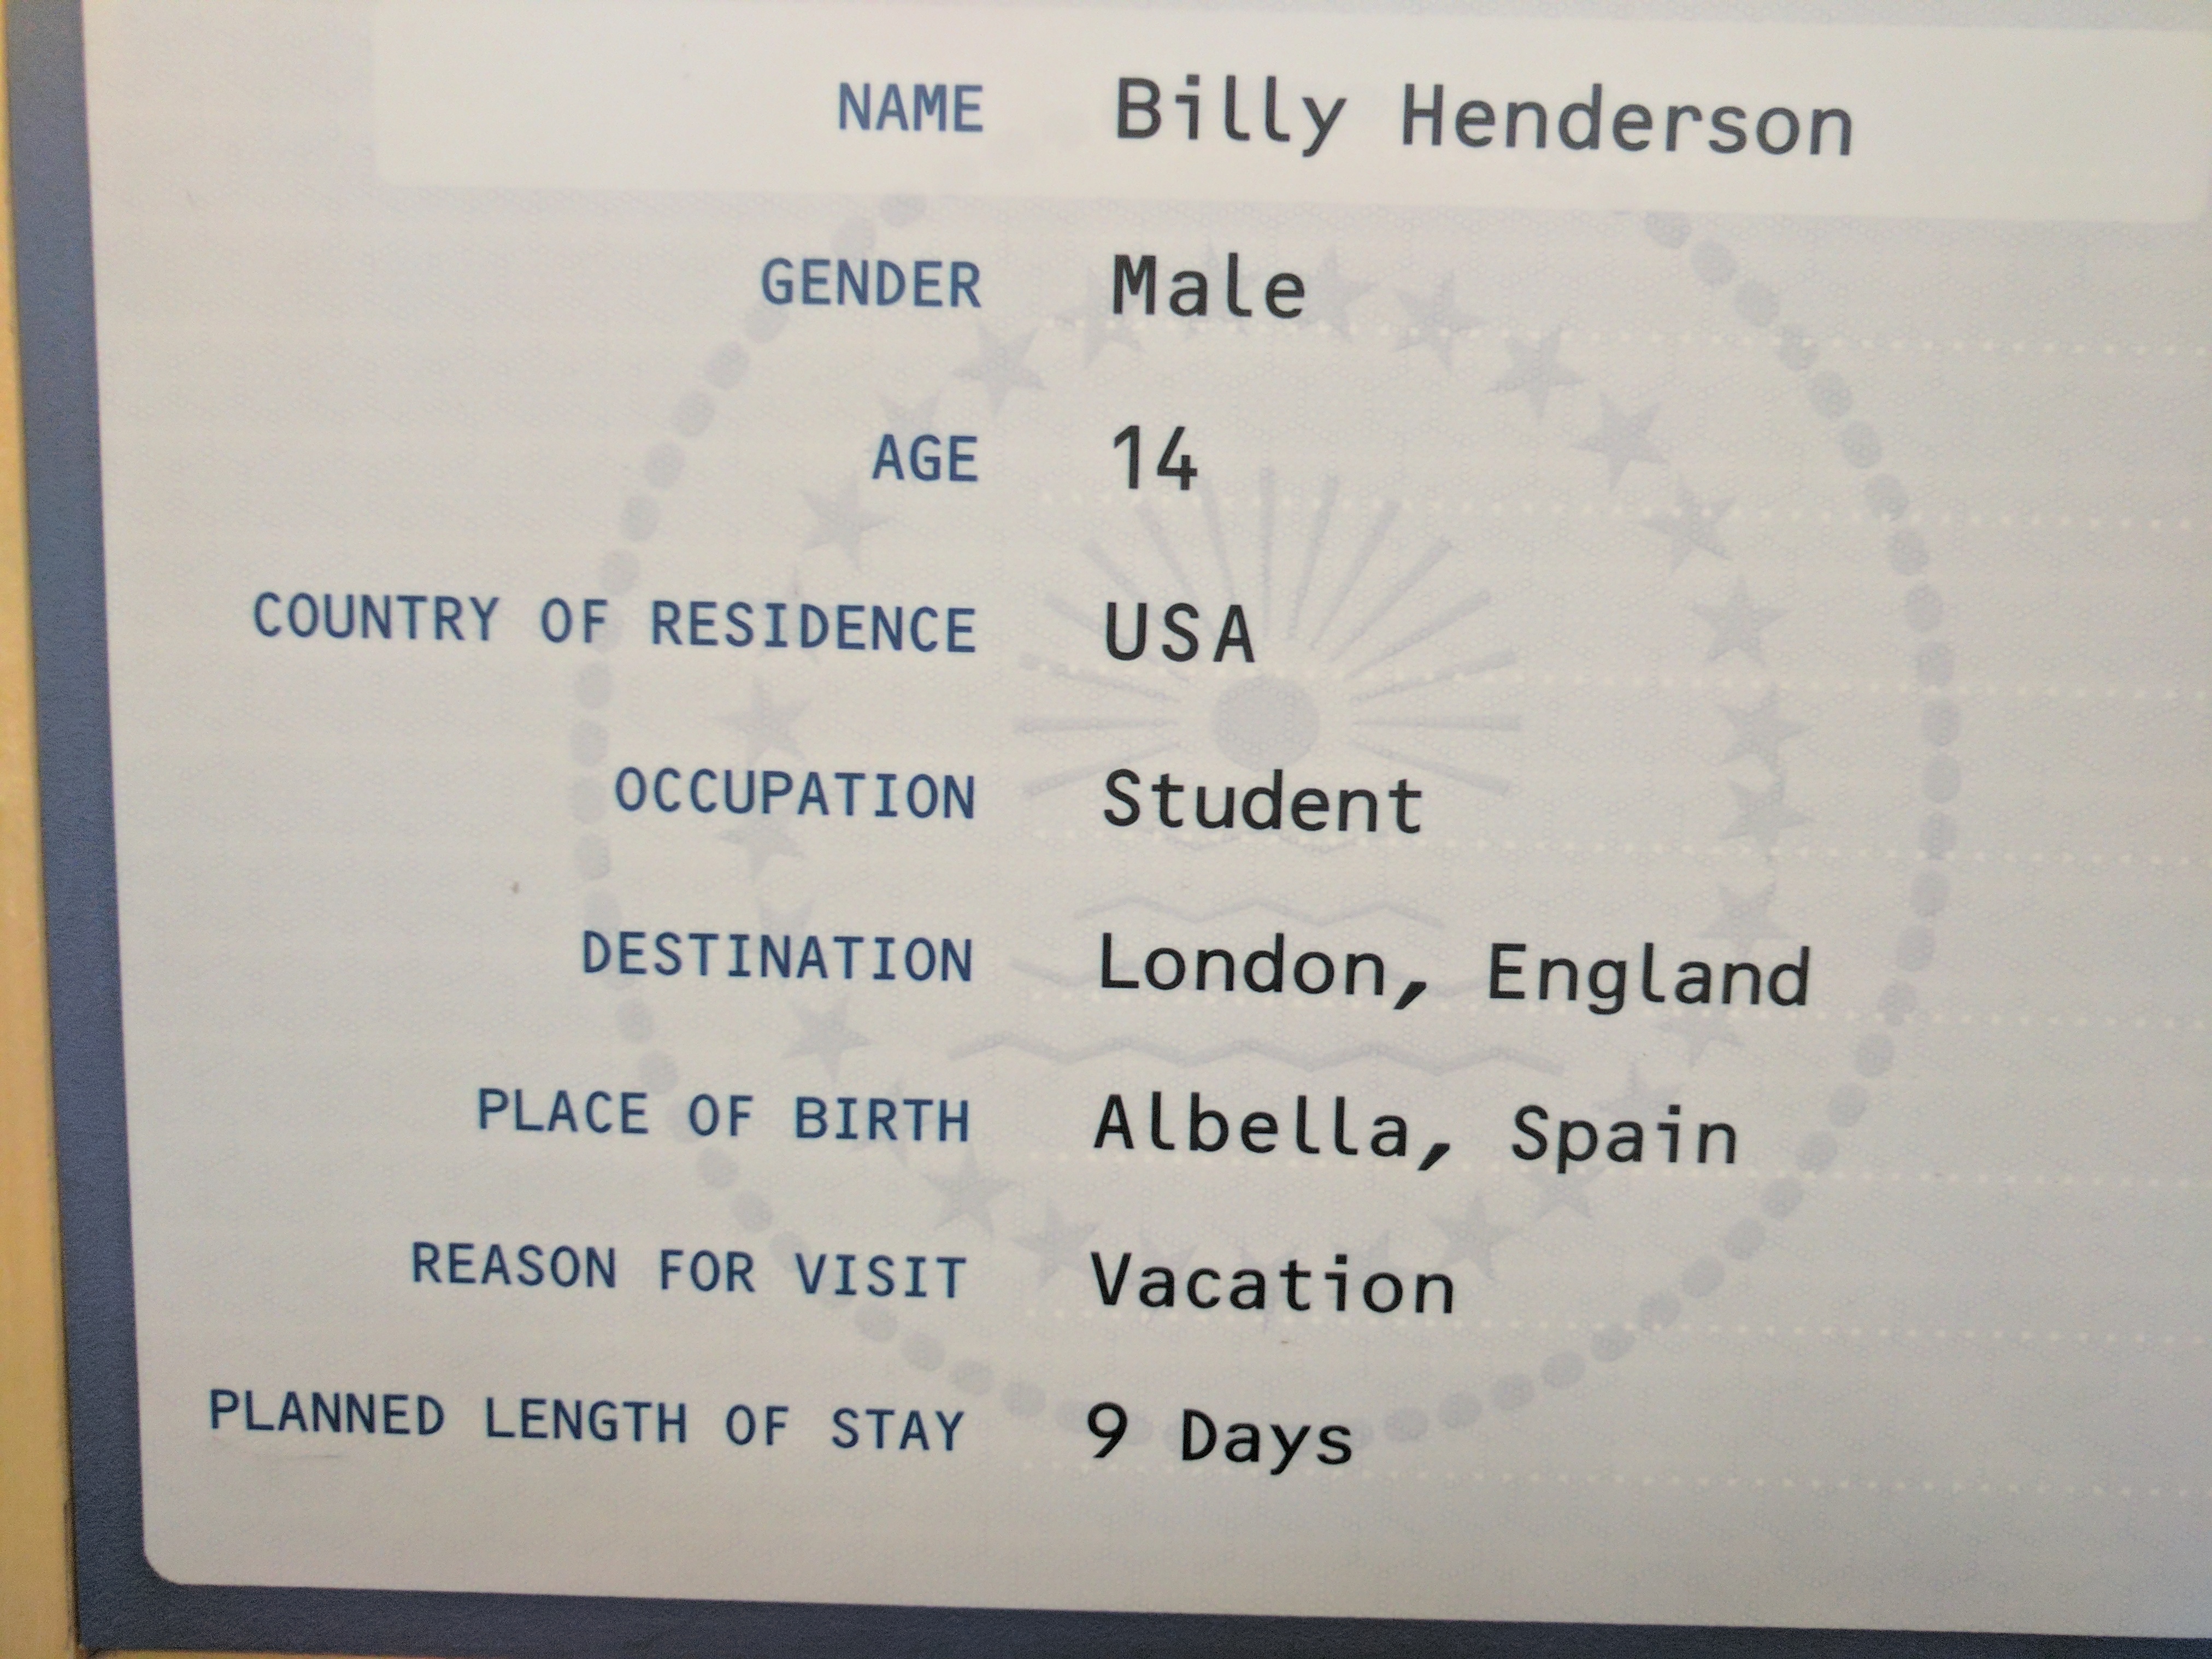 NAME Billy Henderson
GENDER Male
AGE 14
COUNTRY OF RESIDENCE USA
OCCUPATION Student
DESTINATION London, England
PLACE OF BIRTH Albella, Spain
REASON FOR VISIT Vacation
PLANNED LENGTH OF STAY 9 Days